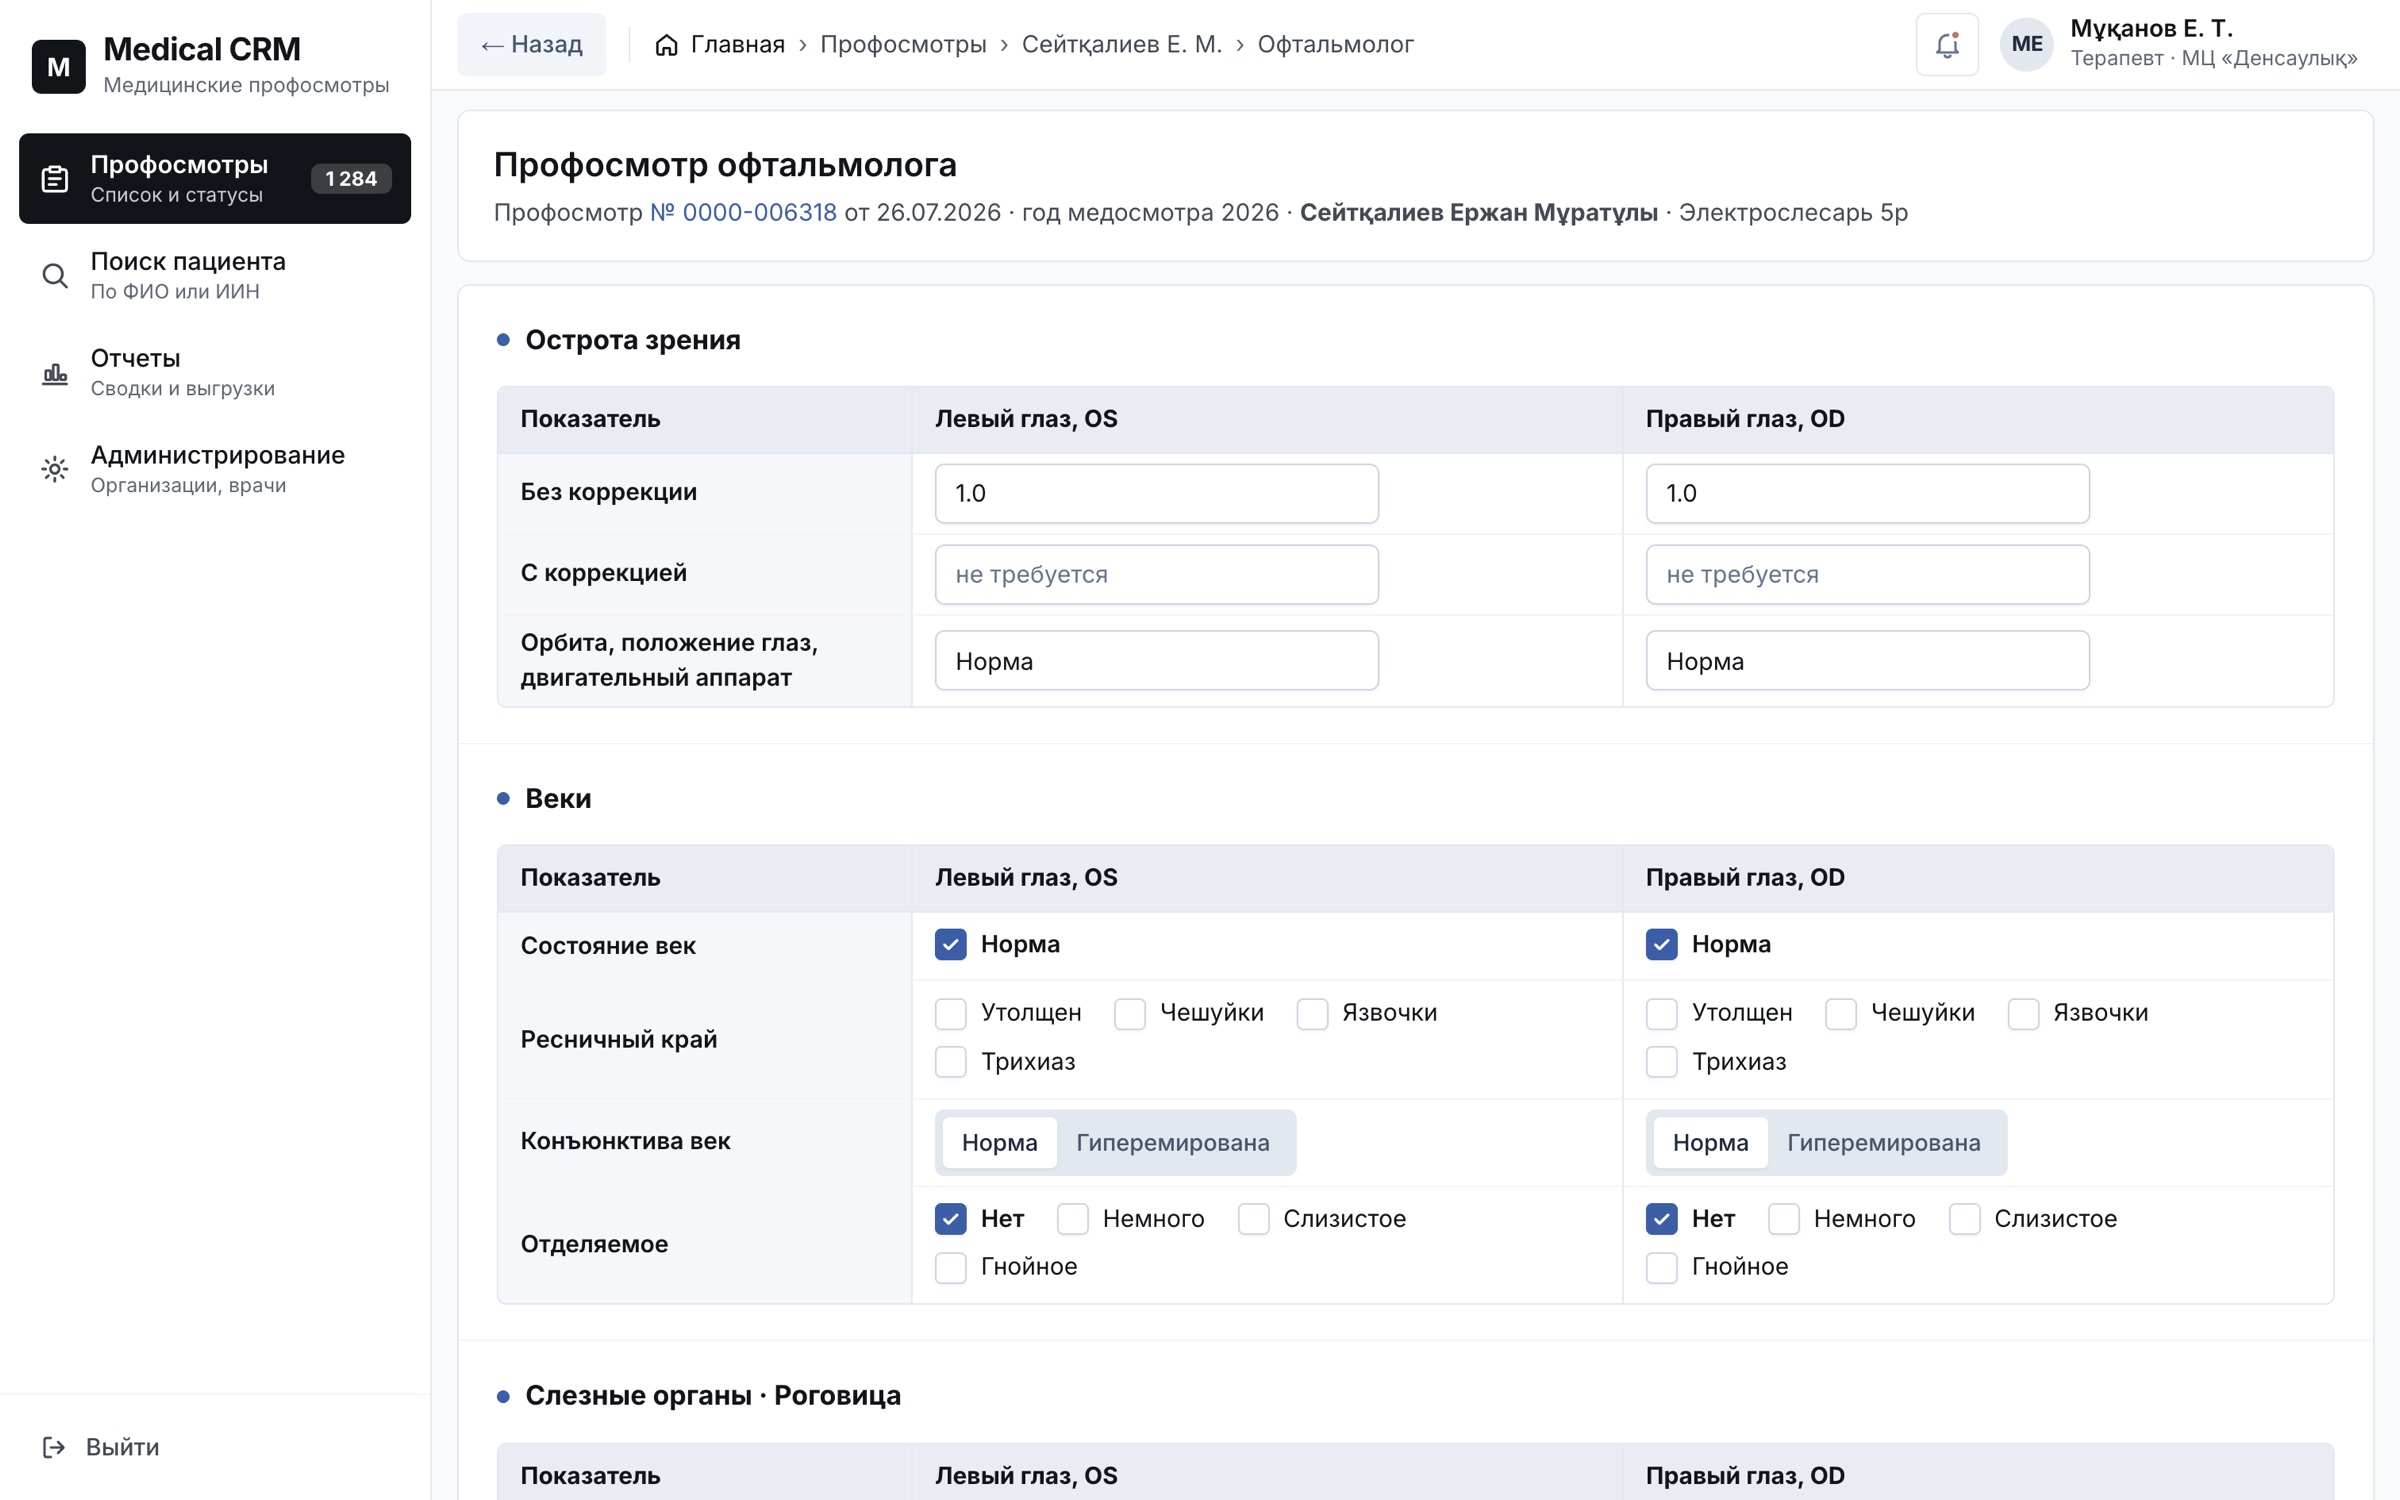 M
Medical CRM
Медицинские профосмотры
Профосмотры
Список и статусы
1 284
Поиск пациента
По ФИО или ИИН
Отчеты
Сводки и выгрузки
Администрирование
Организации, врачи
Выйти
← Назад
Главная › Профосмотры › Сейтқалиев Е. М. › Офтальмолог
МЕ
Мұқанов Е. Т.
Терапевт · МЦ «Денсаулық»
Профосмотр офтальмолога
Профосмотр № 0000-006318 от 26.07.2026 · год медосмотра 2026 · Сейтқалиев Ержан Мұратұлы · Электрослесарь 5р
Острота зрения
Показатель Левый глаз, OS Правый глаз, OD
Без коррекции 1.0 1.0
С коррекцией не требуется не требуется
Орбита, положение глаз,
двигательный аппарат
Норма Норма
Веки
Показатель Левый глаз, OS Правый глаз, OD
Состояние век Норма Норма
Ресничный край
Утолщен Чешуйки Язвочки
Трихиаз
Утолщен Чешуйки Язвочки
Трихиаз
Конъюнктива век Норма Гиперемирована Норма Гиперемирована
Отделяемое
Нет Немного Слизистое
Гнойное
Нет Немного Слизистое
Гнойное
Слезные органы · Роговица
Показатель Левый глаз, OS Правый глаз, OD